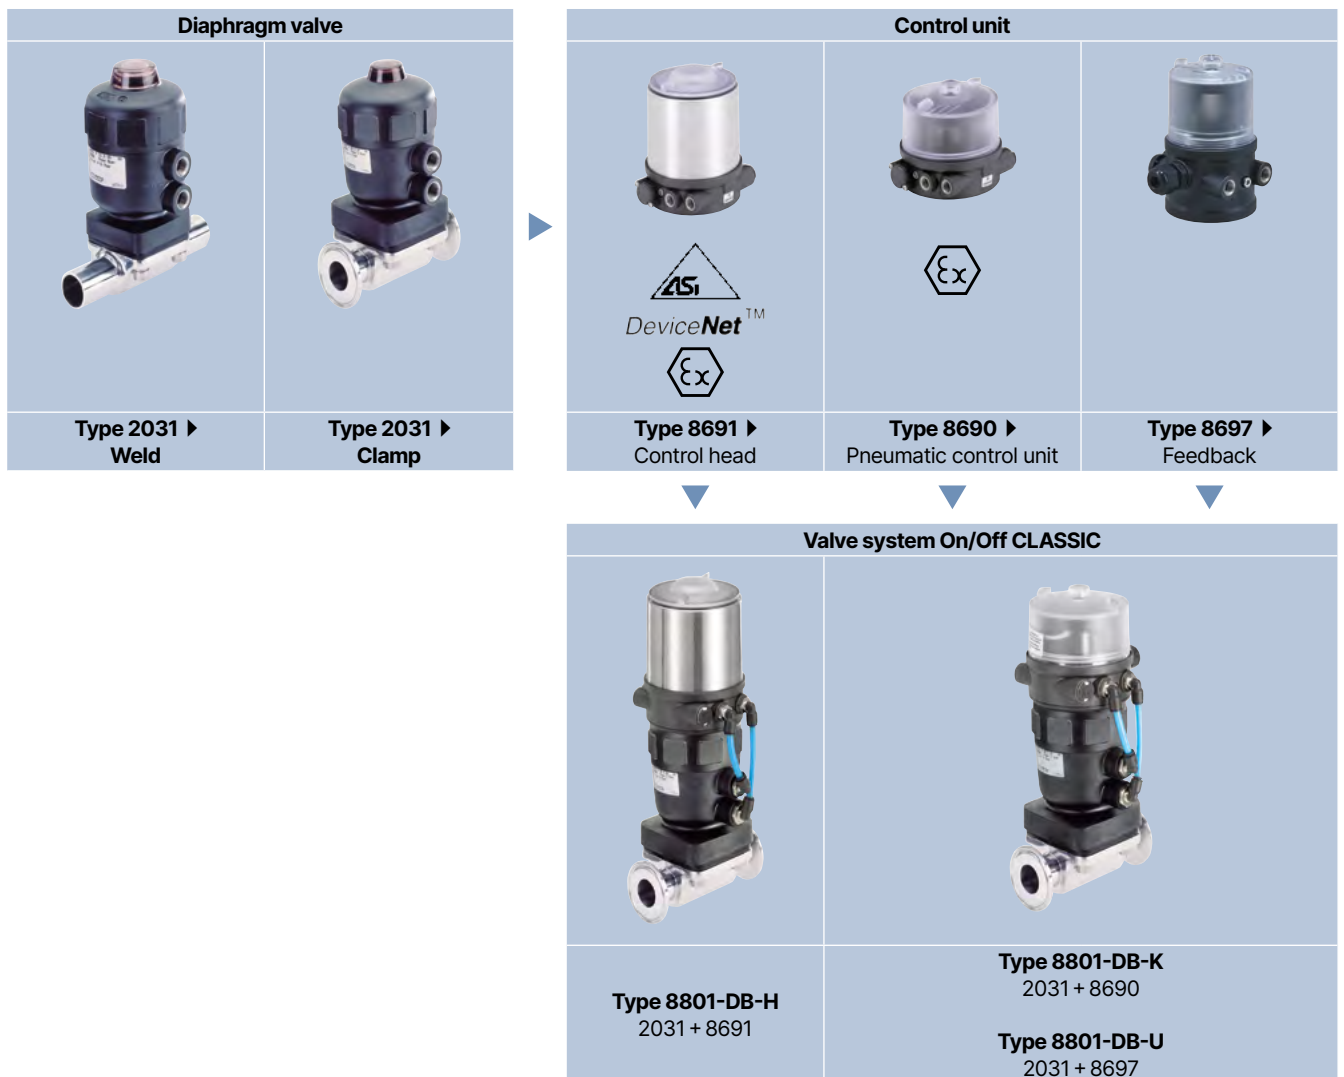 Diaphragm valve
Control unit
ASi
DeviceNet™
Ex
Ex
Type 2031
Weld
Type 2031
Clamp
Type 8691
Control head
Type 8690
Pneumatic control unit
Type 8697
Feedback
Valve system On/Off CLASSIC
Type 8801-DB-H
2031 + 8691
Type 8801-DB-K
2031 + 8690
Type 8801-DB-U
2031 + 8697